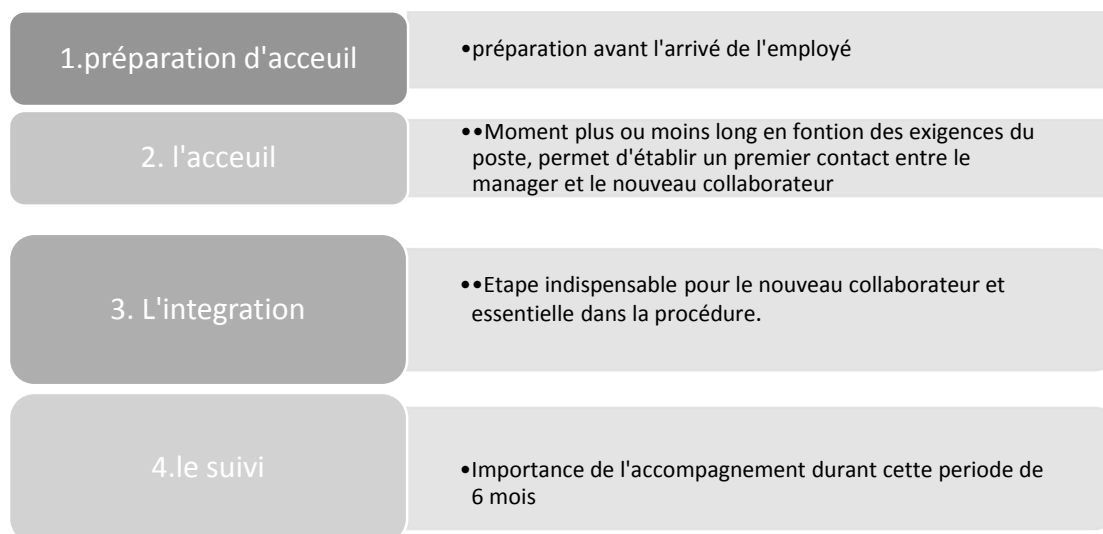 1.préparation d'acceuil
•préparation avant l'arrivé de l'employé
2. l'acceuil
••Moment plus ou moins long en fontion des exigences du
poste, permet d'établir un premier contact entre le
manager et le nouveau collaborateur
3. L'integration
••Etape indispensable pour le nouveau collaborateur et
essentielle dans la procédure.
4.le suivi
•Importance de l'accompagnement durant cette periode de
6 mois